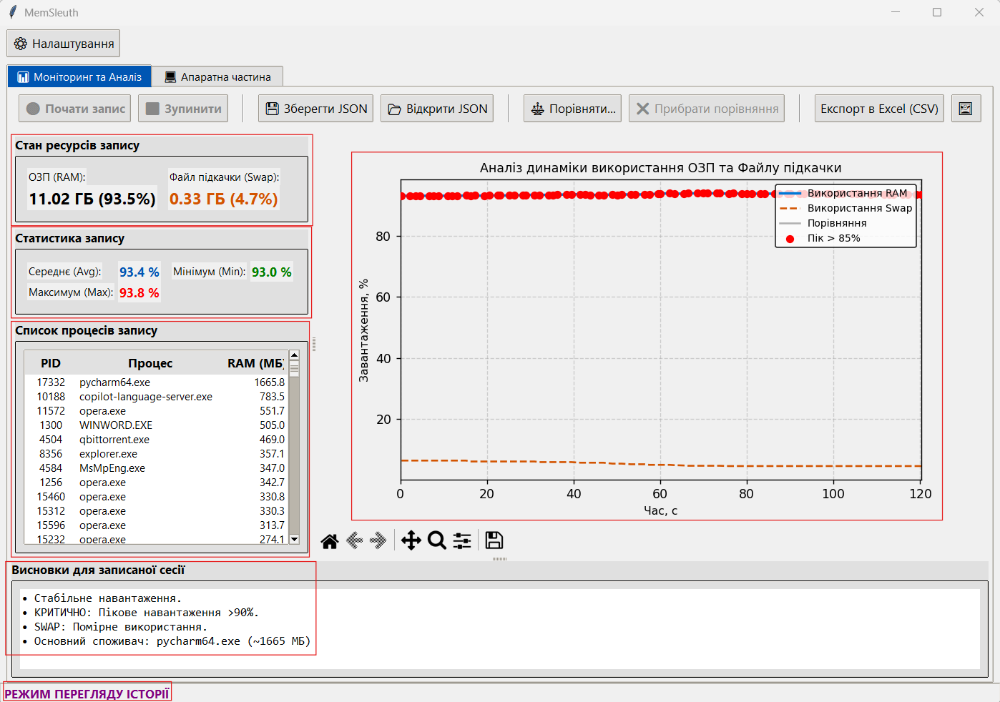 MemSleuth
Налаштування
Моніторинг та Аналіз
Апаратна частина
Почати запис
Зупинити
Зберегти JSON
Відкрити JSON
Порівняти...
Прибрати порівняння
Експорт в Excel (CSV)
Стан ресурсів запису
ОЗП (RAM):
Файл підкачки (Swap):
11.02 ГБ (93.5%)
0.33 ГБ (4.7%)
Статистика запису
Середнє (Avg):
93.4 %
Мінімум (Min):
93.0 %
Максимум (Max):
93.8 %
Список процесів запису
PID Процес RAM (МБ)
17332 pycharm64.exe 1665.8
10188 copilot-language-server.exe 783.5
11572 opera.exe 551.7
1300 WINWORD.EXE 505.0
4504 qbittorrent.exe 469.0
8356 explorer.exe 357.1
4584 MsMpEng.exe 347.0
1256 opera.exe 342.7
15460 opera.exe 330.8
15312 opera.exe 330.3
15596 opera.exe 313.7
15232 opera.exe 274.1
Аналіз динаміки використання ОЗП та Файлу підкачки
Використання RAM
Використання Swap
Порівняння
Пік > 85%
Завантаження, %
80
60
40
20
0 20 40 60 80 100 120
Час, с
Висновки для записаної сесії
• Стабільне навантаження.
• КРИТИЧНО: Пікове навантаження >90%.
• SWAP: Помірне використання.
• Основний споживач: pycharm64.exe (~1665 МБ)
РЕЖИМ ПЕРЕГЛЯДУ ІСТОРІЇ